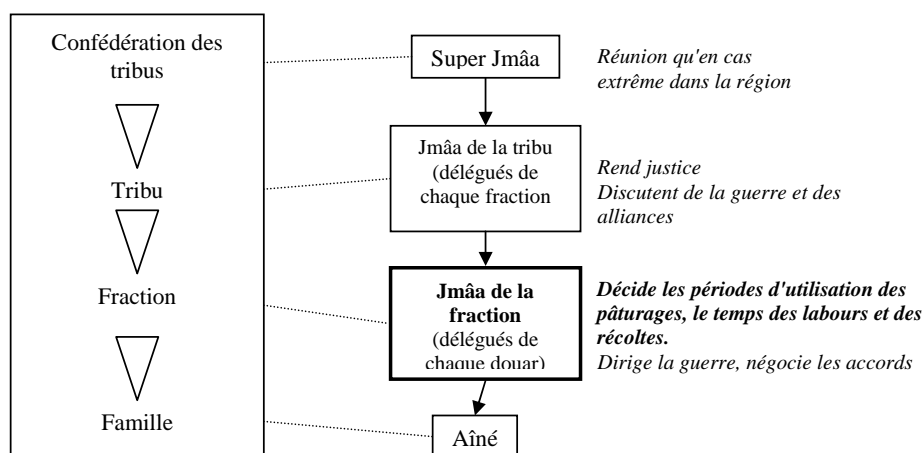 Confédération des
tribus
Tribu
Fraction
Famille
Super Jmâa
Réunion qu'en cas
extrême dans la région
Jmâa de la tribu
(délégués de
chaque fraction
Rend justice
Discutent de la guerre et des
alliances
Jmâa de la
fraction
(délégués de
chaque douar)
Décide les périodes d'utilisation des
pâturages, le temps des labours et des
récoltes.
Dirige la guerre, négocie les accords
Aîné